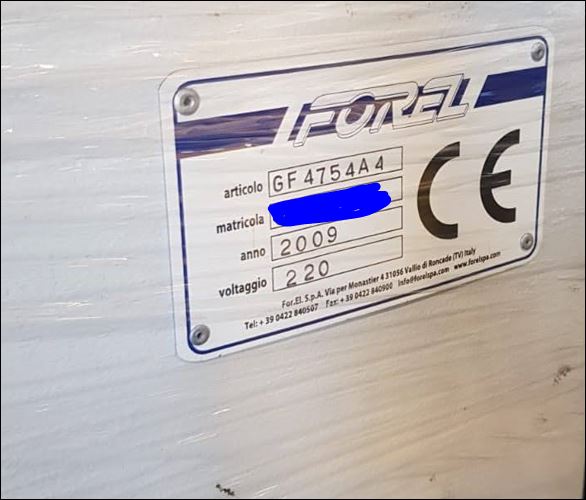 FOREL
articolo GF4754A4
matricola
anno 2009
voltaggio 220
CE
For.El. S.p.A. Via per Monastier 4 31056 Vallio di Roncade (TV) Italy
Tel: + 39 0422 840507 Fax: + 39 0422 840900 info@forelspa.com www.forelspa.com